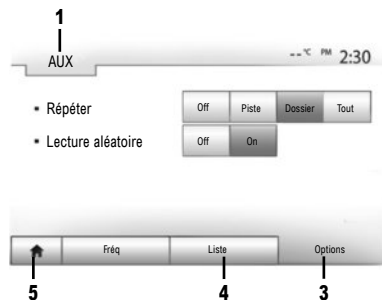 1
AUX
--°C PM 2:30
▪ Répéter Off Piste Dossier Tout
▪ Lecture aléatoire Off On
Fréq Liste Options
5 4 3